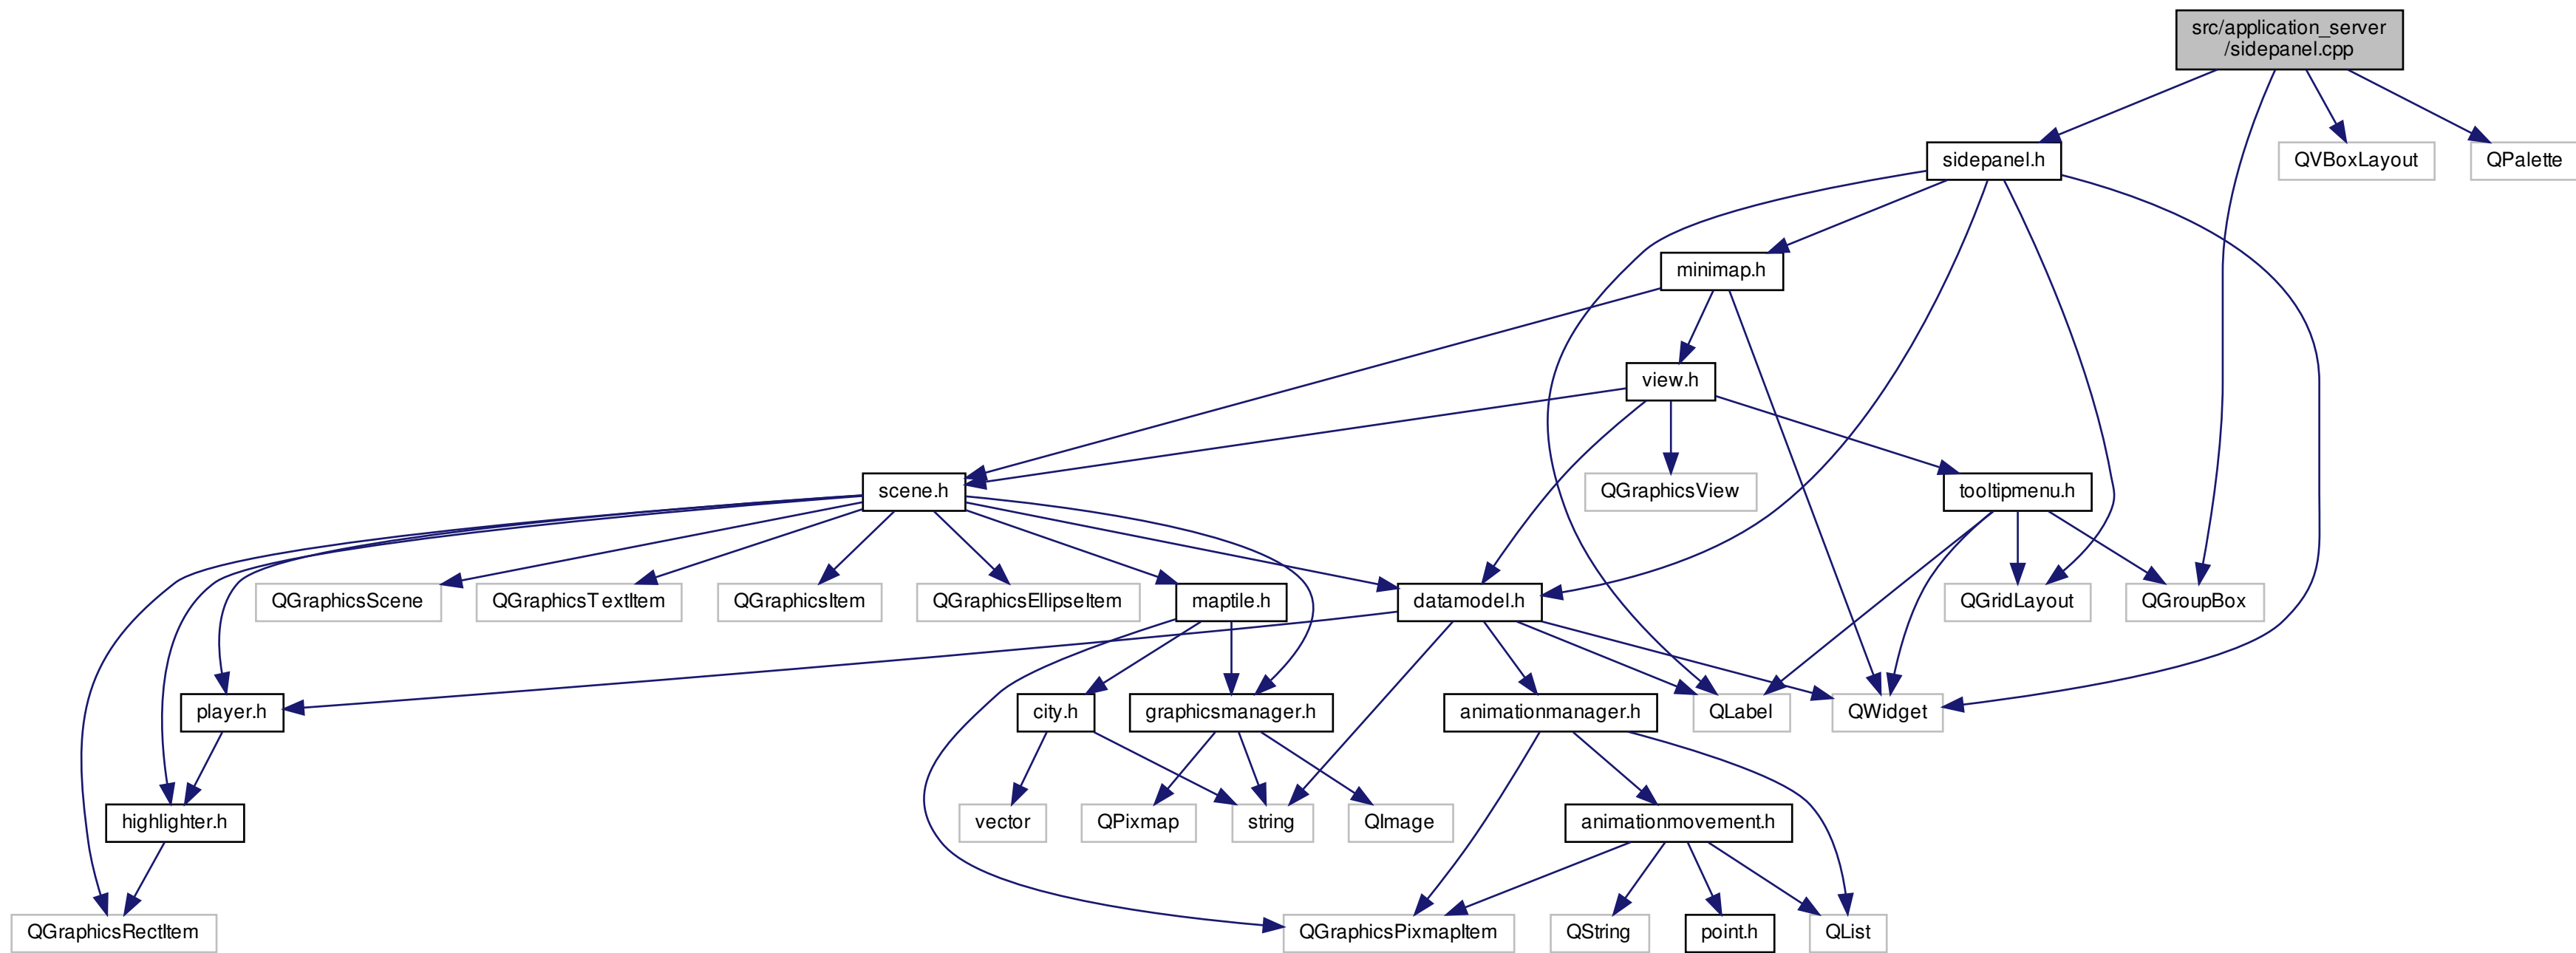 src/application_server
/sidepanel.cpp
sidepanel.h
QVBoxLayout
QPalette
minimap.h
view.h
scene.h
QGraphicsView
tooltipmenu.h
QGraphicsScene
QGraphicsTextItem
QGraphicsItem
QGraphicsEllipseItem
maptile.h
datamodel.h
QGridLayout
QGroupBox
player.h
city.h
graphicsmanager.h
animationmanager.h
QLabel
QWidget
highlighter.h
vector
QPixmap
string
QImage
animationmovement.h
QGraphicsRectItem
QGraphicsPixmapItem
QString
point.h
QList